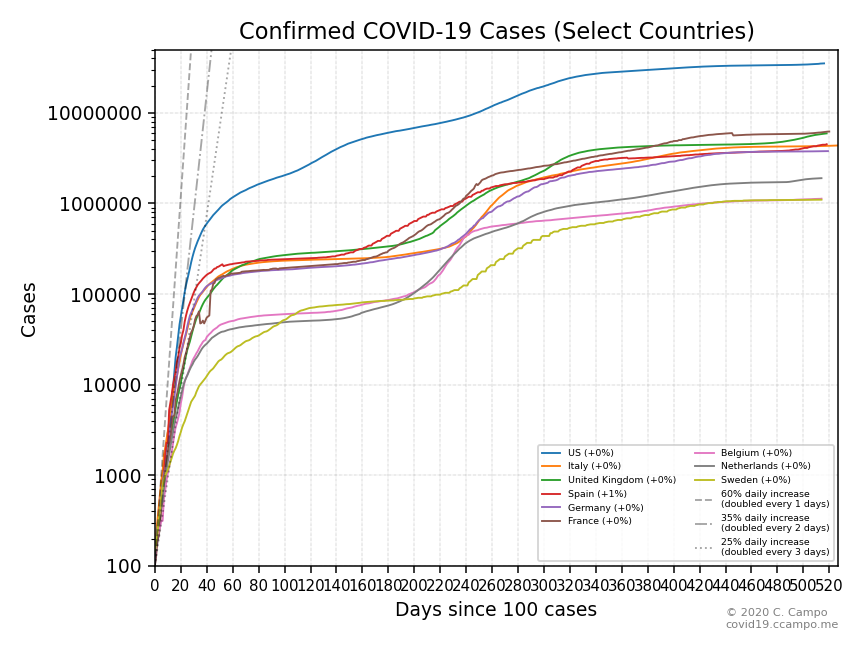 Confirmed COVID-19 Cases (Select Countries)
10000000
1000000
100000
10000
1000
100
Cases
0 20 40 60 80 100 120 140 160 180 200 220 240 260 280 300 320 340 360 380 400 420 440 460 480 500 520
Days since 100 cases
US (+0%)
Italy (+0%)
United Kingdom (+0%)
Spain (+1%)
Germany (+0%)
France (+0%)
Belgium (+0%)
Netherlands (+0%)
Sweden (+0%)
60% daily increase
(doubled every 1 days)
35% daily increase
(doubled every 2 days)
25% daily increase
(doubled every 3 days)
© 2020 C. Campo
covid19.ccampo.me